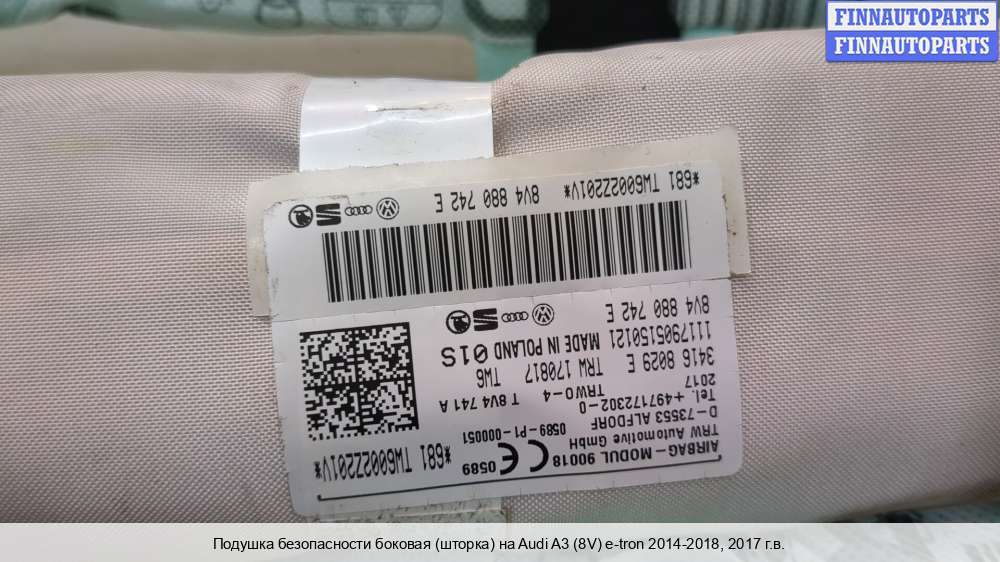 FINNAUTOPARTS
FINNAUTOPARTS
AIRBAG-MODUL 90018 CE 0589
TRW Automotive GmbH
D-73553 ALFDORF 0589-P1-000051
Tel. +497172302-0
2017 TRWO-4 T 8V4 741 A
3416 8029 E TRW 170817 TW6
1117905150121 MADE IN POLAND 01S
8V4 880 742 E
*681 TW6002Z201V*
*681 TW6002Z201V* 8V4 880 742 E
Подушка безопасности боковая (шторка) на Audi A3 (8V) e-tron 2014-2018, 2017 г.в.